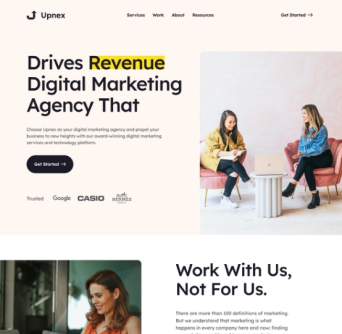 Upnex
Services Work About Resources
Get Started →
Drives Revenue
Digital Marketing
Agency That
Choose Upnex as your digital marketing agency and propel your
business to new heights with our award-winning digital marketing
services and technology platform.
Get Started →
Trusted Google CASIO HERMES
Work With Us,
Not For Us.
There are more than 100 definitions of marketing.
But we understand that marketing is what
happens in every company here and now: finding